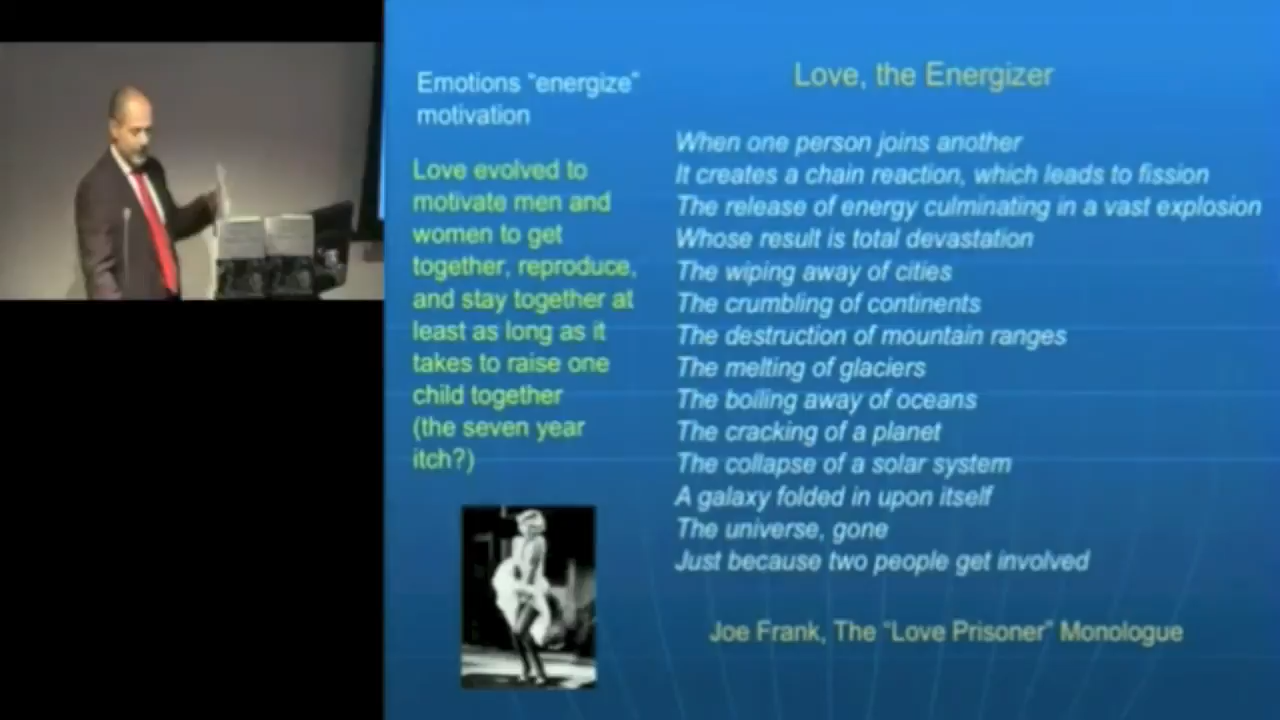 Emotions "energize"
motivation
Love evolved to
motivate men and
women to get
together, reproduce,
and stay together at
least as long as it
takes to raise one
child together
(the seven year
itch?)
Love, the Energizer
When one person joins another
It creates a chain reaction, which leads to fission
The release of energy culminating in a vast explosion
Whose result is total devastation
The wiping away of cities
The crumbling of continents
The destruction of mountain ranges
The melting of glaciers
The boiling away of oceans
The cracking of a planet
The collapse of a solar system
A galaxy folded in upon itself
The universe, gone
Just because two people get involved
Joe Frank, The "Love Prisoner" Monologue